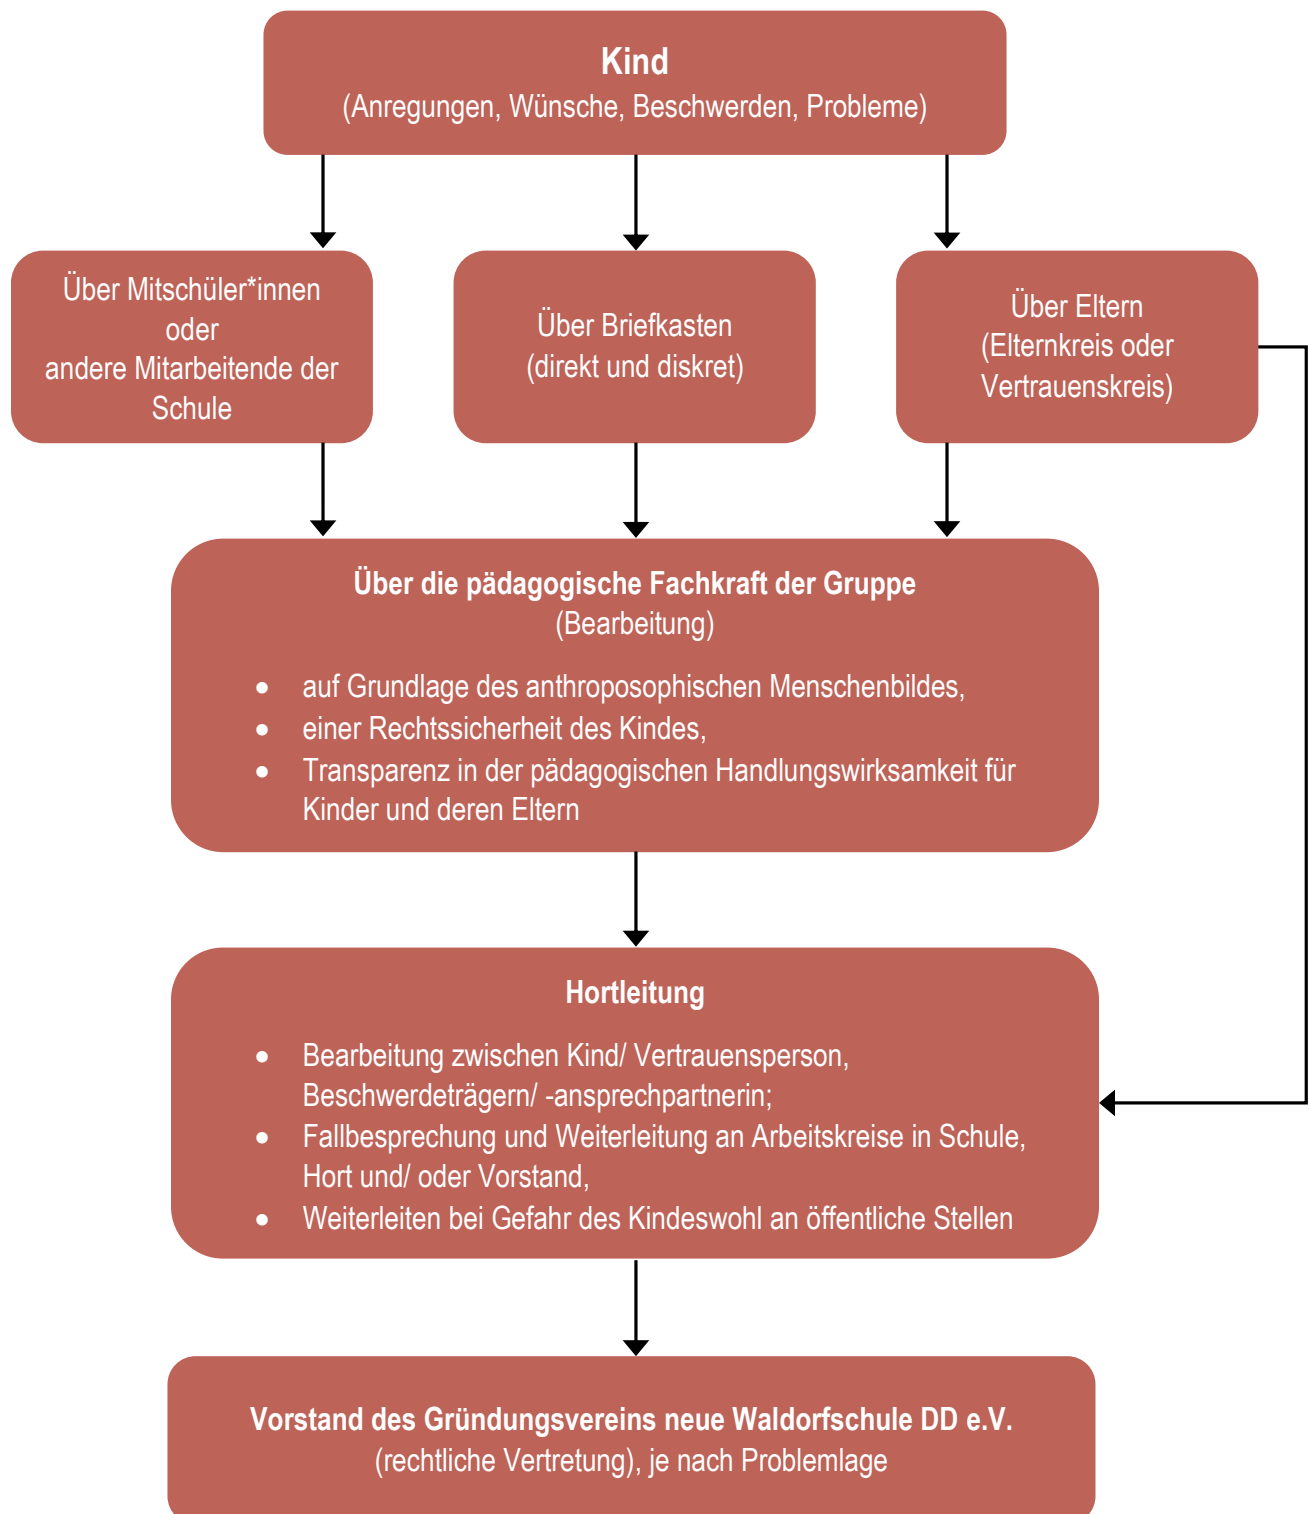 Kind
(Anregungen, Wünsche, Beschwerden, Probleme)
Über Mitschüler*innen
oder
andere Mitarbeitende der
Schule
Über Briefkasten
(direkt und diskret)
Über Eltern
(Elternkreis oder
Vertrauenskreis)
Über die pädagogische Fachkraft der Gruppe
(Bearbeitung)
● auf Grundlage des anthroposophischen Menschenbildes,
● einer Rechtssicherheit des Kindes,
● Transparenz in der pädagogischen Handlungswirksamkeit für
Kinder und deren Eltern
Hortleitung
● Bearbeitung zwischen Kind/ Vertrauensperson,
Beschwerdeträgern/ -ansprechpartnerin;
● Fallbesprechung und Weiterleitung an Arbeitskreise in Schule,
Hort und/ oder Vorstand,
● Weiterleiten bei Gefahr des Kindeswohl an öffentliche Stellen
Vorstand des Gründungsvereins neue Waldorfschule DD e.V.
(rechtliche Vertretung), je nach Problemlage